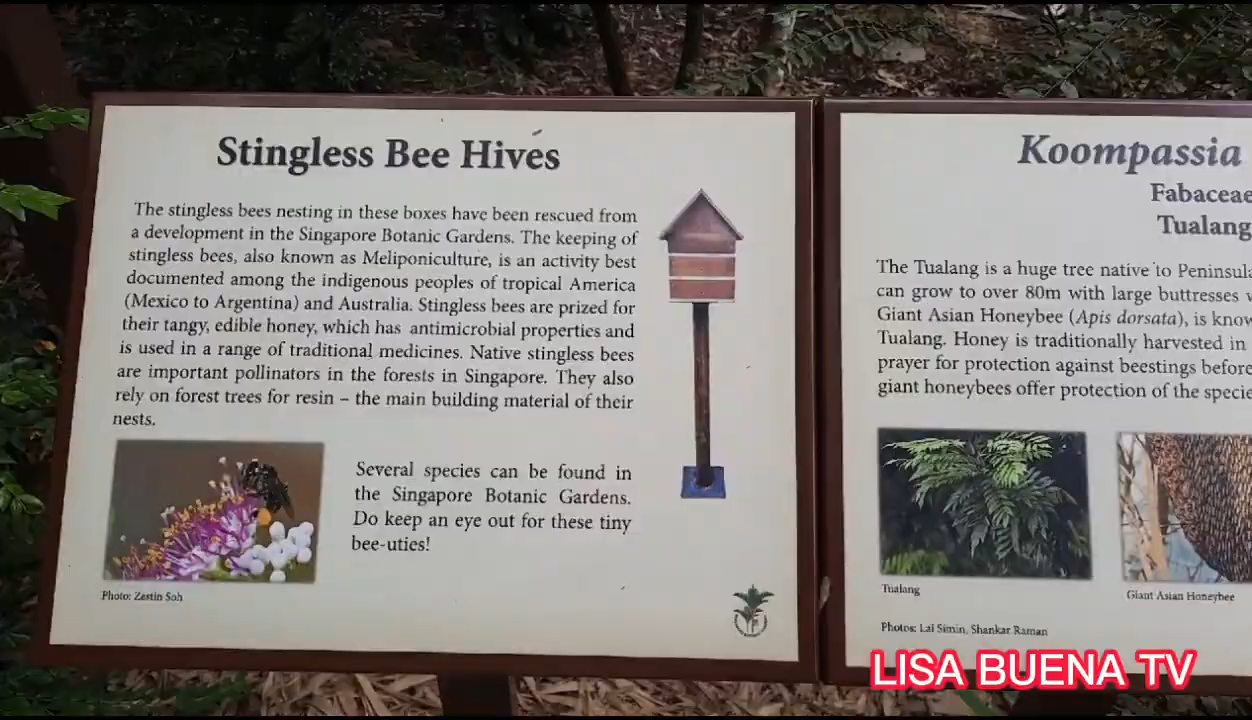 Stingless Bee Hives
The stingless bees nesting in these boxes have been rescued from
a development in the Singapore Botanic Gardens. The keeping of
stingless bees, also known as Meliponiculture, is an activity best
documented among the indigenous peoples of tropical America
(Mexico to Argentina) and Australia. Stingless bees are prized for
their tangy, edible honey, which has antimicrobial properties and
is used in a range of traditional medicines. Native stingless bees
are important pollinators in the forests in Singapore. They also
rely on forest trees for resin – the main building material of their
nests.
Several species can be found in
the Singapore Botanic Gardens.
Do keep an eye out for these tiny
bee-uties!
Photo: Zestin Soh
Koompassia
Fabaceae
Tualang
The Tualang is a huge tree native to
can grow to over 80m with large buttresses
Giant Asian Honeybee (Apis dorsata), is
Tualang. Honey is traditionally harvested in
prayer for protection against beestings before
giant honeybees offer protection of the
Tualang
Giant Asian Honeybee
Photos: Lai Simin, Shankar Raman
LISA BUENA TV